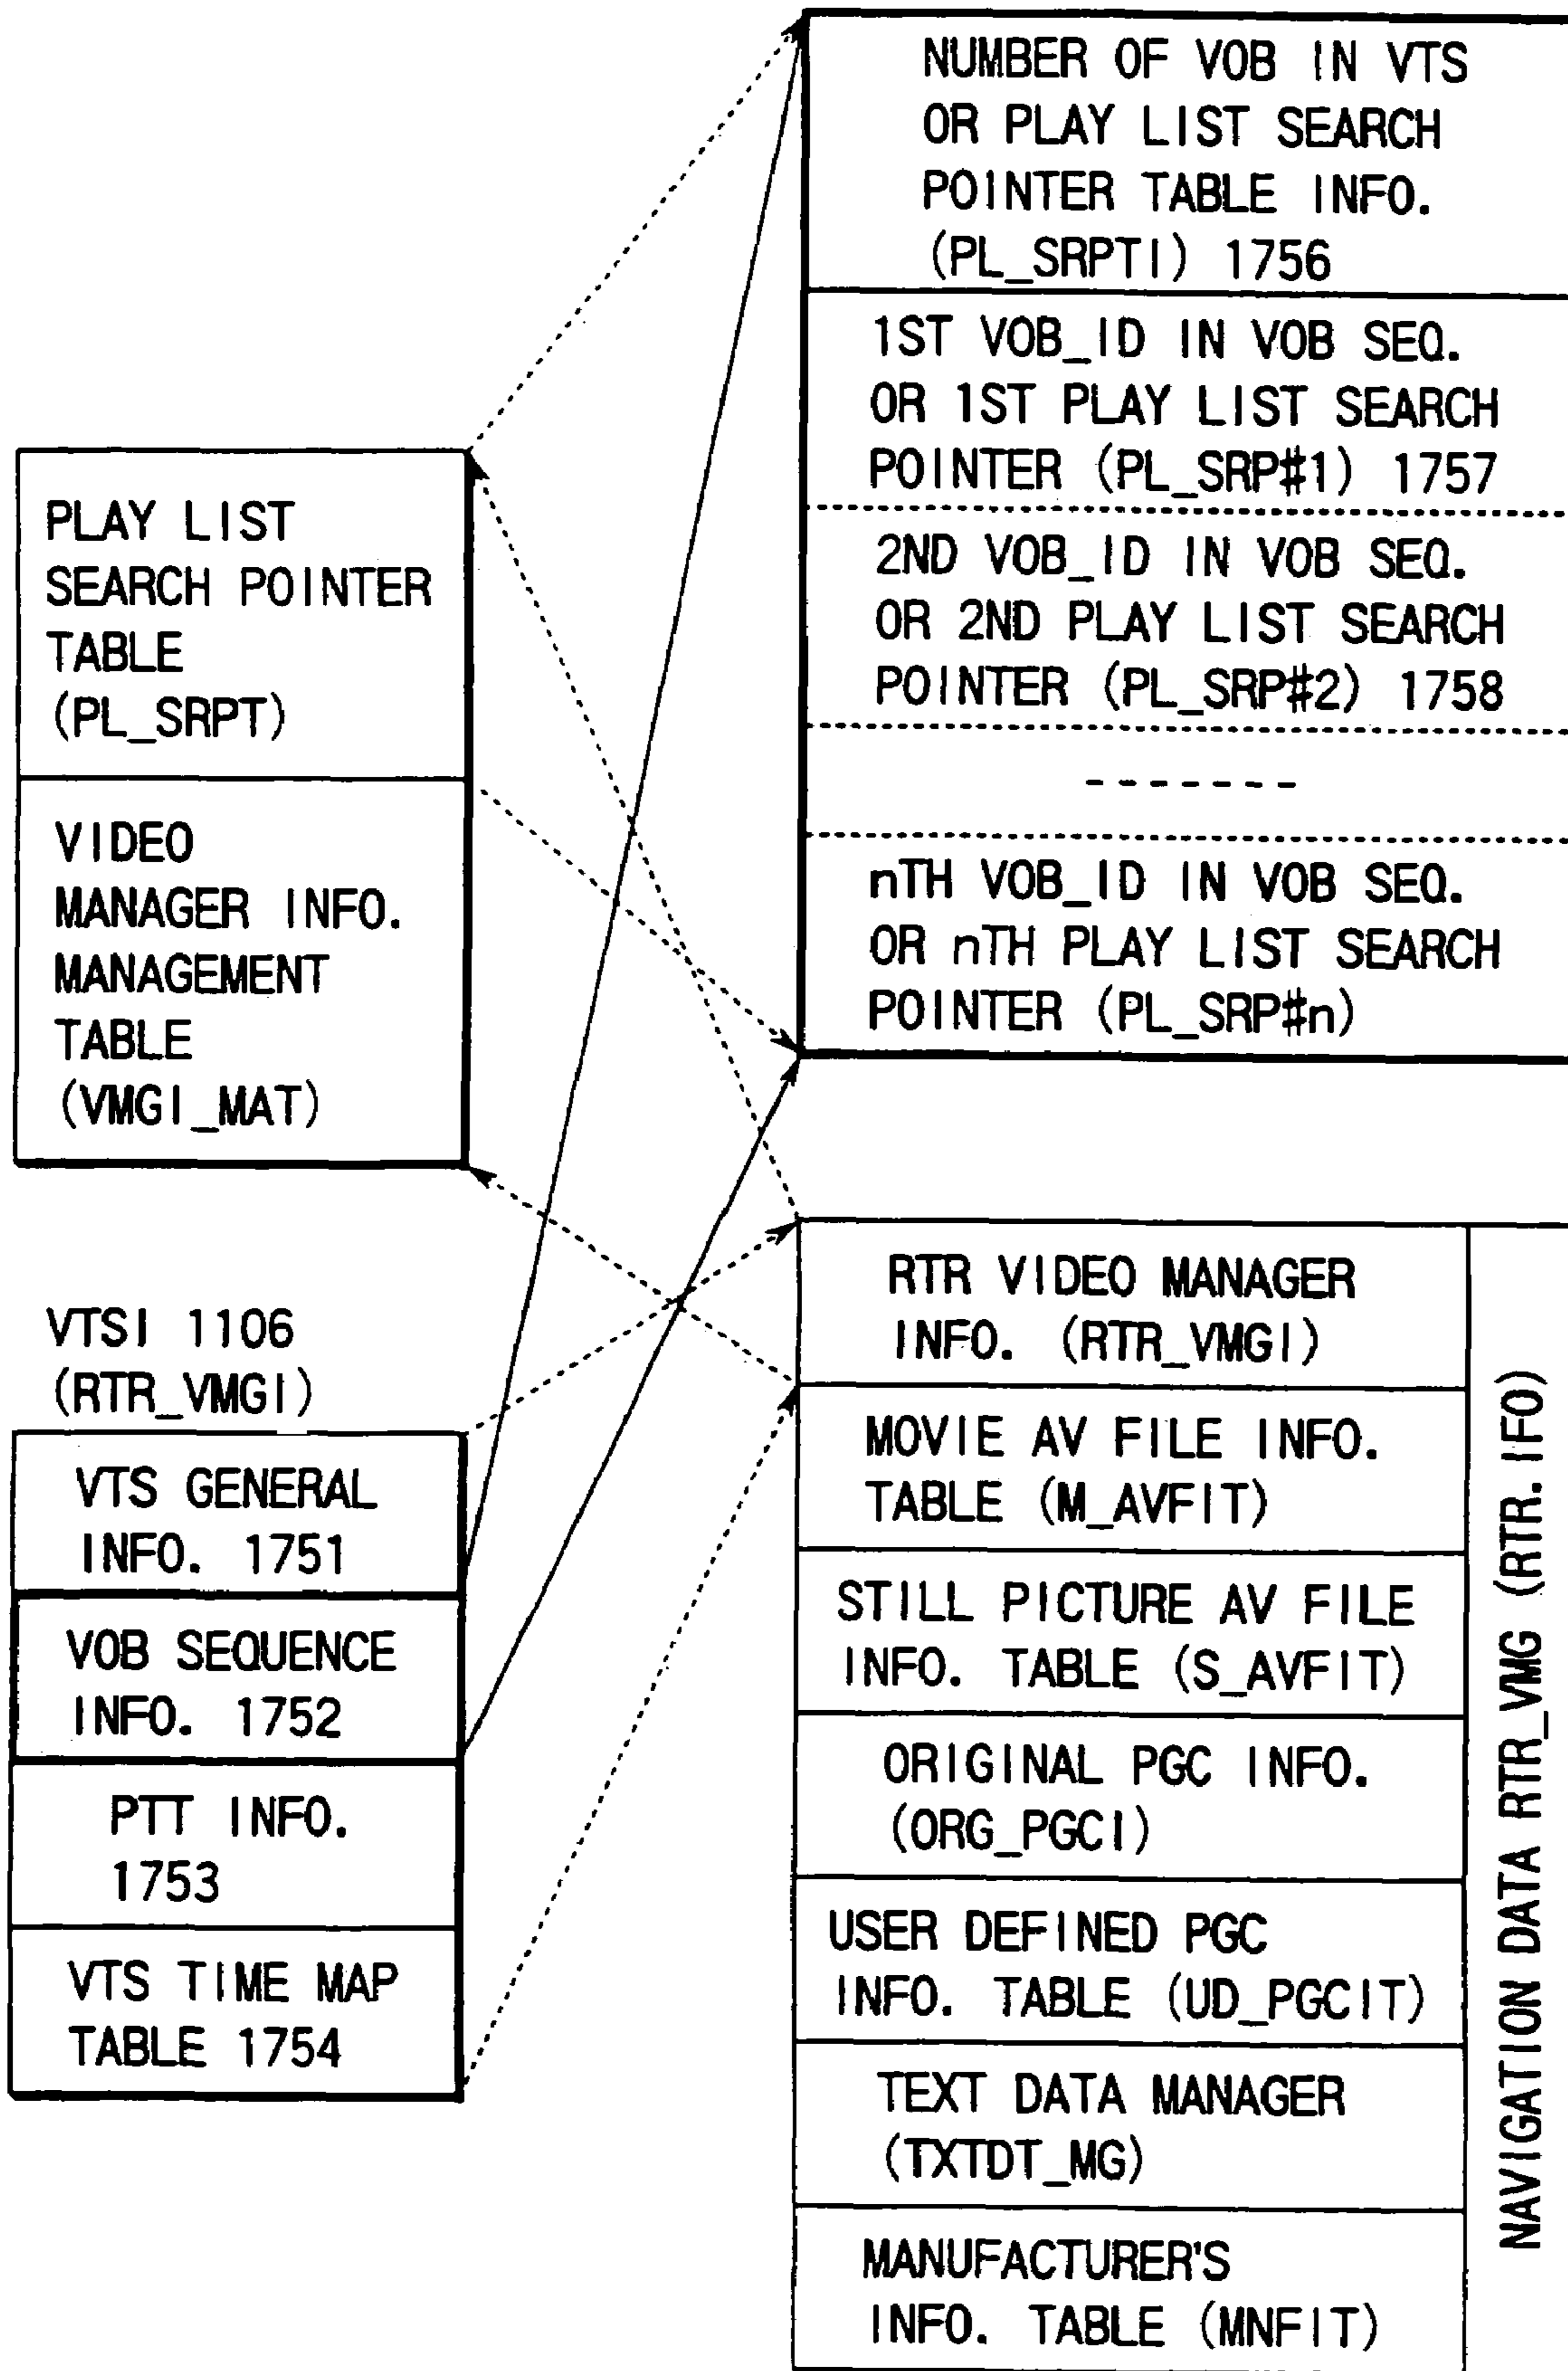 NUMBER OF VOB IN VTS
OR PLAY LIST SEARCH
POINTER TABLE INFO.
(PL_SRPTI) 1756
1ST VOB_ID IN VOB SEQ.
OR 1ST PLAY LIST SEARCH
POINTER (PL_SRP#1) 1757
2ND VOB_ID IN VOB SEQ.
OR 2ND PLAY LIST SEARCH
POINTER (PL_SRP#2) 1758
-------
nTH VOB_ID IN VOB SEQ.
OR nTH PLAY LIST SEARCH
POINTER (PL_SRP#n)
PLAY LIST
SEARCH POINTER
TABLE
(PL_SRPT)
VIDEO
MANAGER INFO.
MANAGEMENT
TABLE
(VMGI_MAT)
VTSI 1106
(RTR_VMGI)
VTS GENERAL
INFO. 1751
VOB SEQUENCE
INFO. 1752
PTT INFO.
1753
VTS TIME MAP
TABLE 1754
RTR VIDEO MANAGER
INFO. (RTR_VMGI)
MOVIE AV FILE INFO.
TABLE (M_AVFIT)
STILL PICTURE AV FILE
INFO. TABLE (S_AVFIT)
ORIGINAL PGC INFO.
(ORG_PGCI)
USER DEFINED PGC
INFO. TABLE (UD_PGCIT)
TEXT DATA MANAGER
(TXTDT_MG)
MANUFACTURER'S
INFO. TABLE (MNFIT)
NAVIGATION DATA RTR_VMG (RTR.IFO)